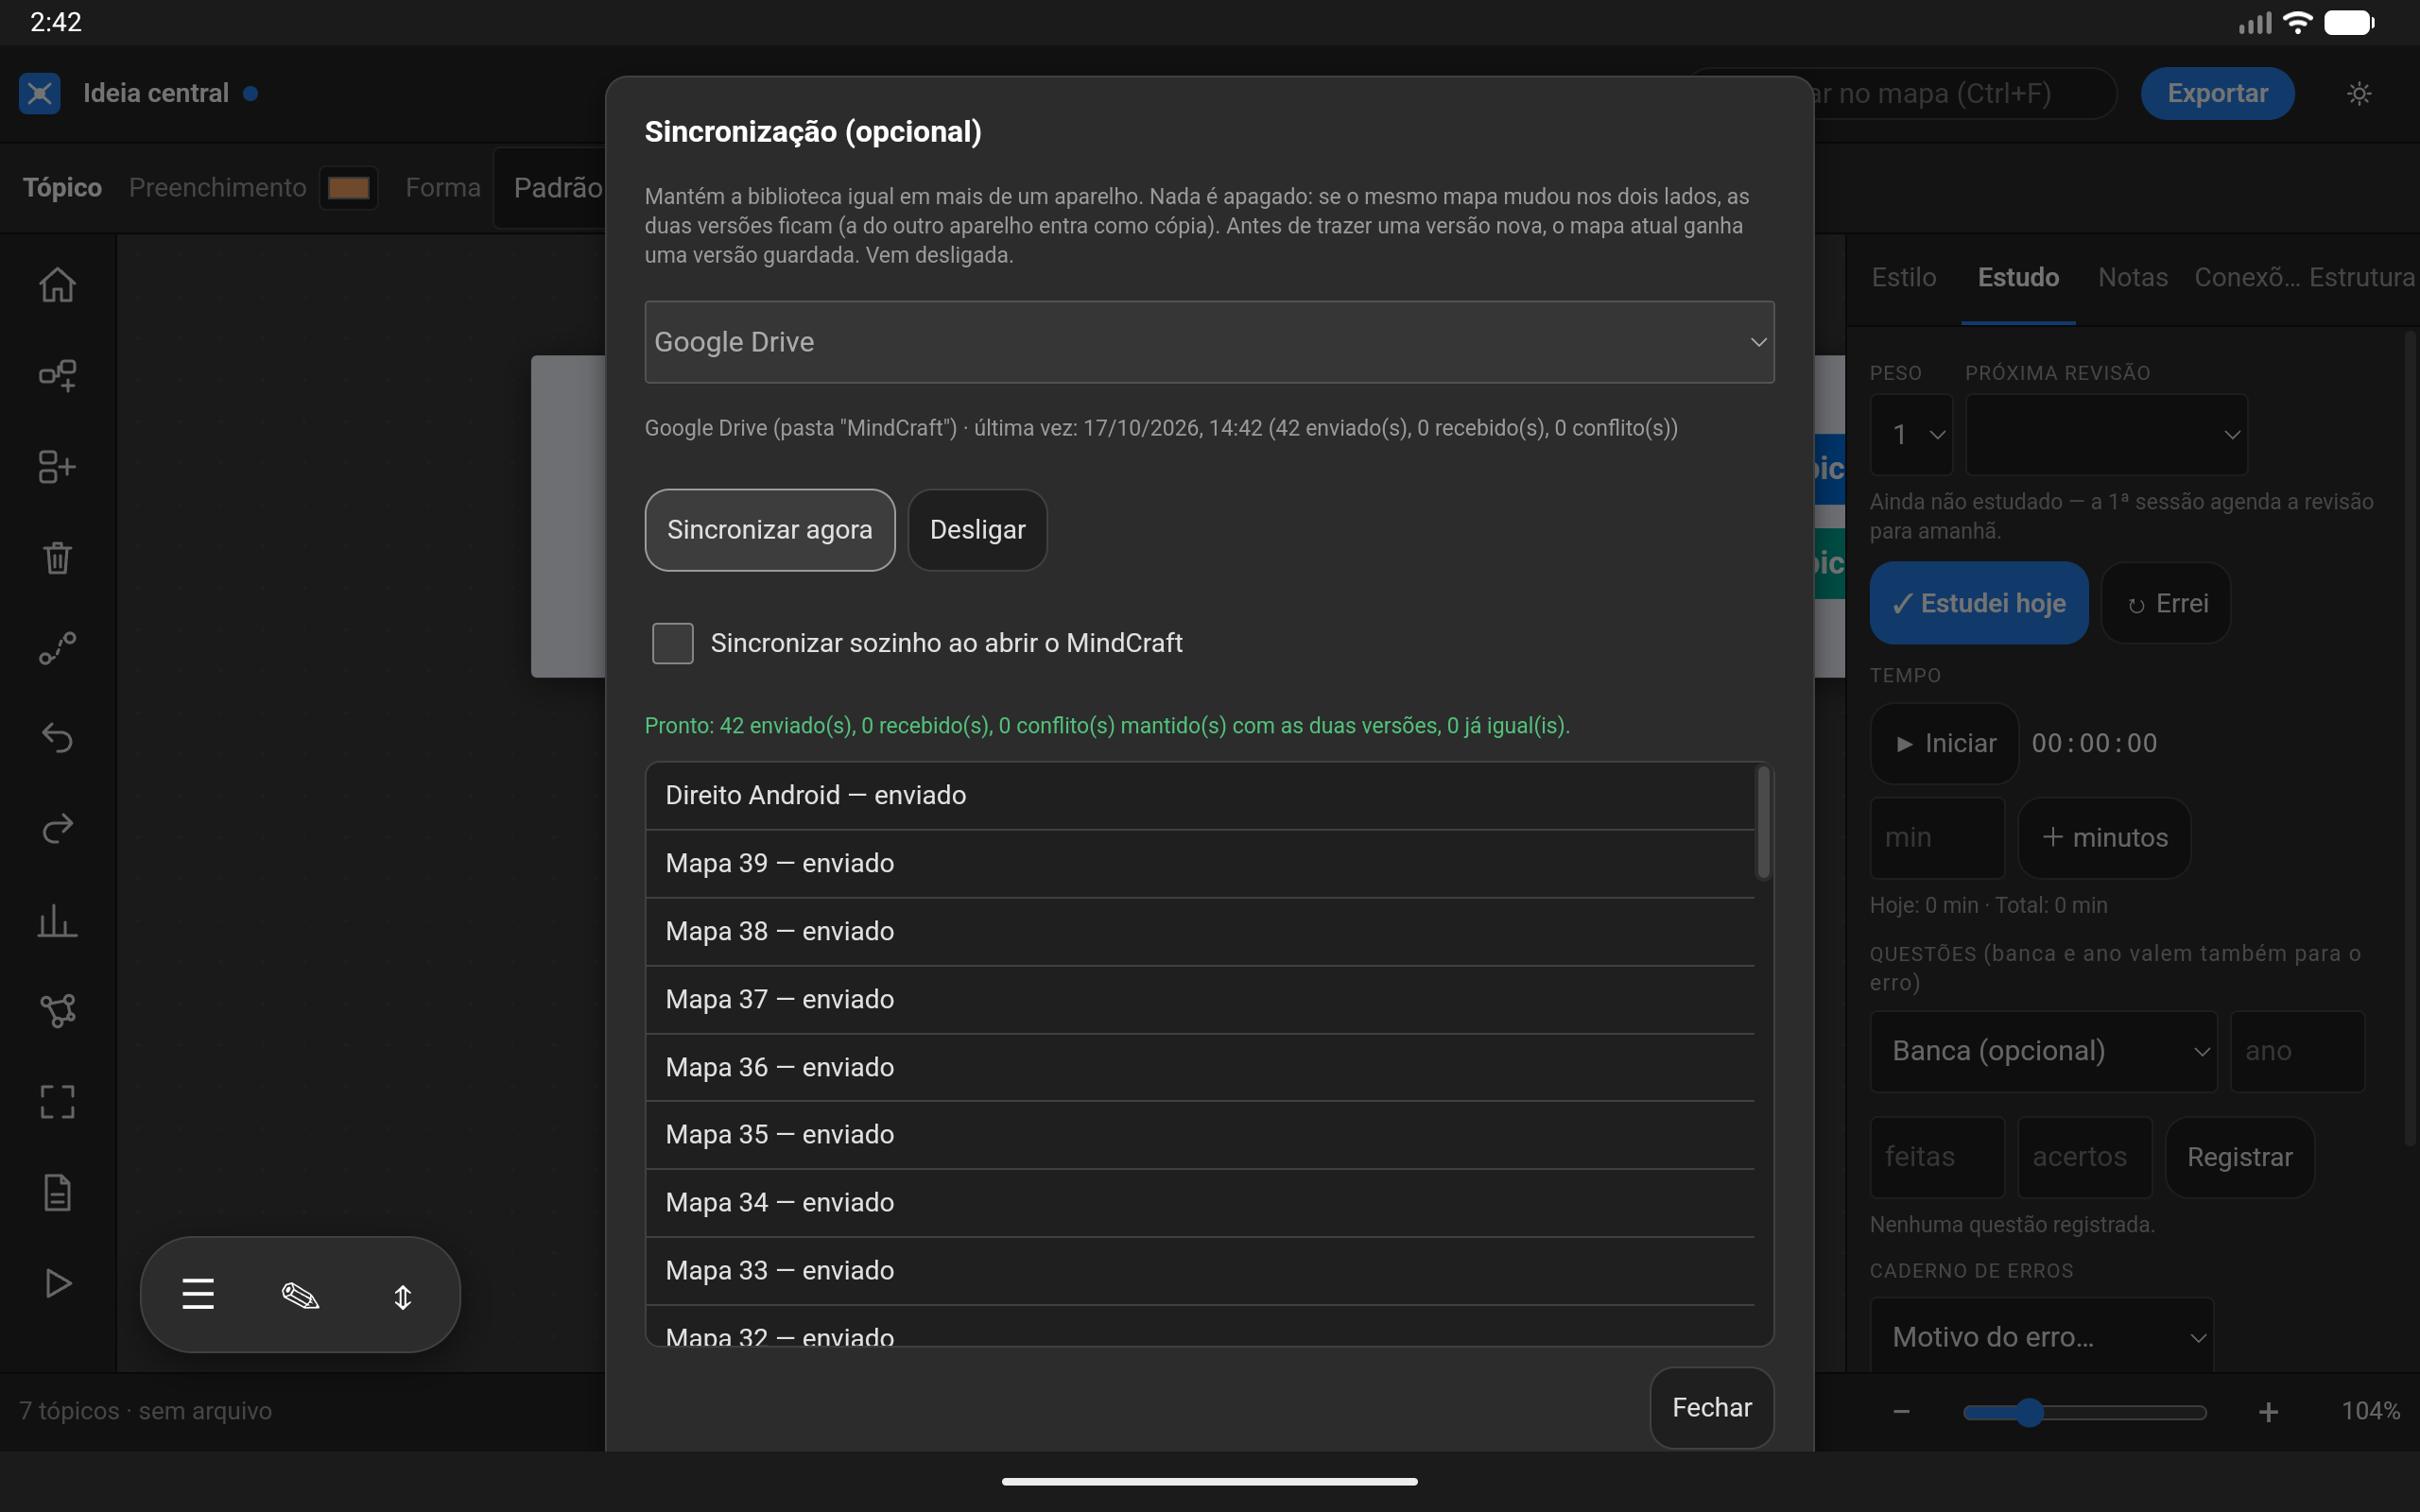 2:42
Ideia central
ar no mapa (Ctrl+F)
Exportar
Tópico
Preenchimento
Forma
Padrão
Sincronização (opcional)
Mantém a biblioteca igual em mais de um aparelho. Nada é apagado: se o mesmo mapa mudou nos dois lados, as
duas versões ficam (a do outro aparelho entra como cópia). Antes de trazer uma versão nova, o mapa atual ganha
uma versão guardada. Vem desligada.
Google Drive
Google Drive (pasta "MindCraft") · última vez: 17/10/2026, 14:42 (42 enviado(s), 0 recebido(s), 0 conflito(s))
Sincronizar agora
Desligar
Sincronizar sozinho ao abrir o MindCraft
Pronto: 42 enviado(s), 0 recebido(s), 0 conflito(s) mantido(s) com as duas versões, 0 já igual(is).
Direito Android — enviado
Mapa 39 — enviado
Mapa 38 — enviado
Mapa 37 — enviado
Mapa 36 — enviado
Mapa 35 — enviado
Mapa 34 — enviado
Mapa 33 — enviado
Mapa 32 — enviado
Fechar
pic
pic
Estilo
Estudo
Notas
Conexõ...
Estrutura
PESO
PRÓXIMA REVISÃO
1
Ainda não estudado — a 1ª sessão agenda a revisão
para amanhã.
✓ Estudei hoje
↻ Errei
TEMPO
▶ Iniciar
00:00:00
min
+ minutos
Hoje: 0 min · Total: 0 min
QUESTÕES (banca e ano valem também para o
erro)
Banca (opcional)
ano
feitas
acertos
Registrar
Nenhuma questão registrada.
CADERNO DE ERROS
Motivo do erro...
7 tópicos · sem arquivo
104%